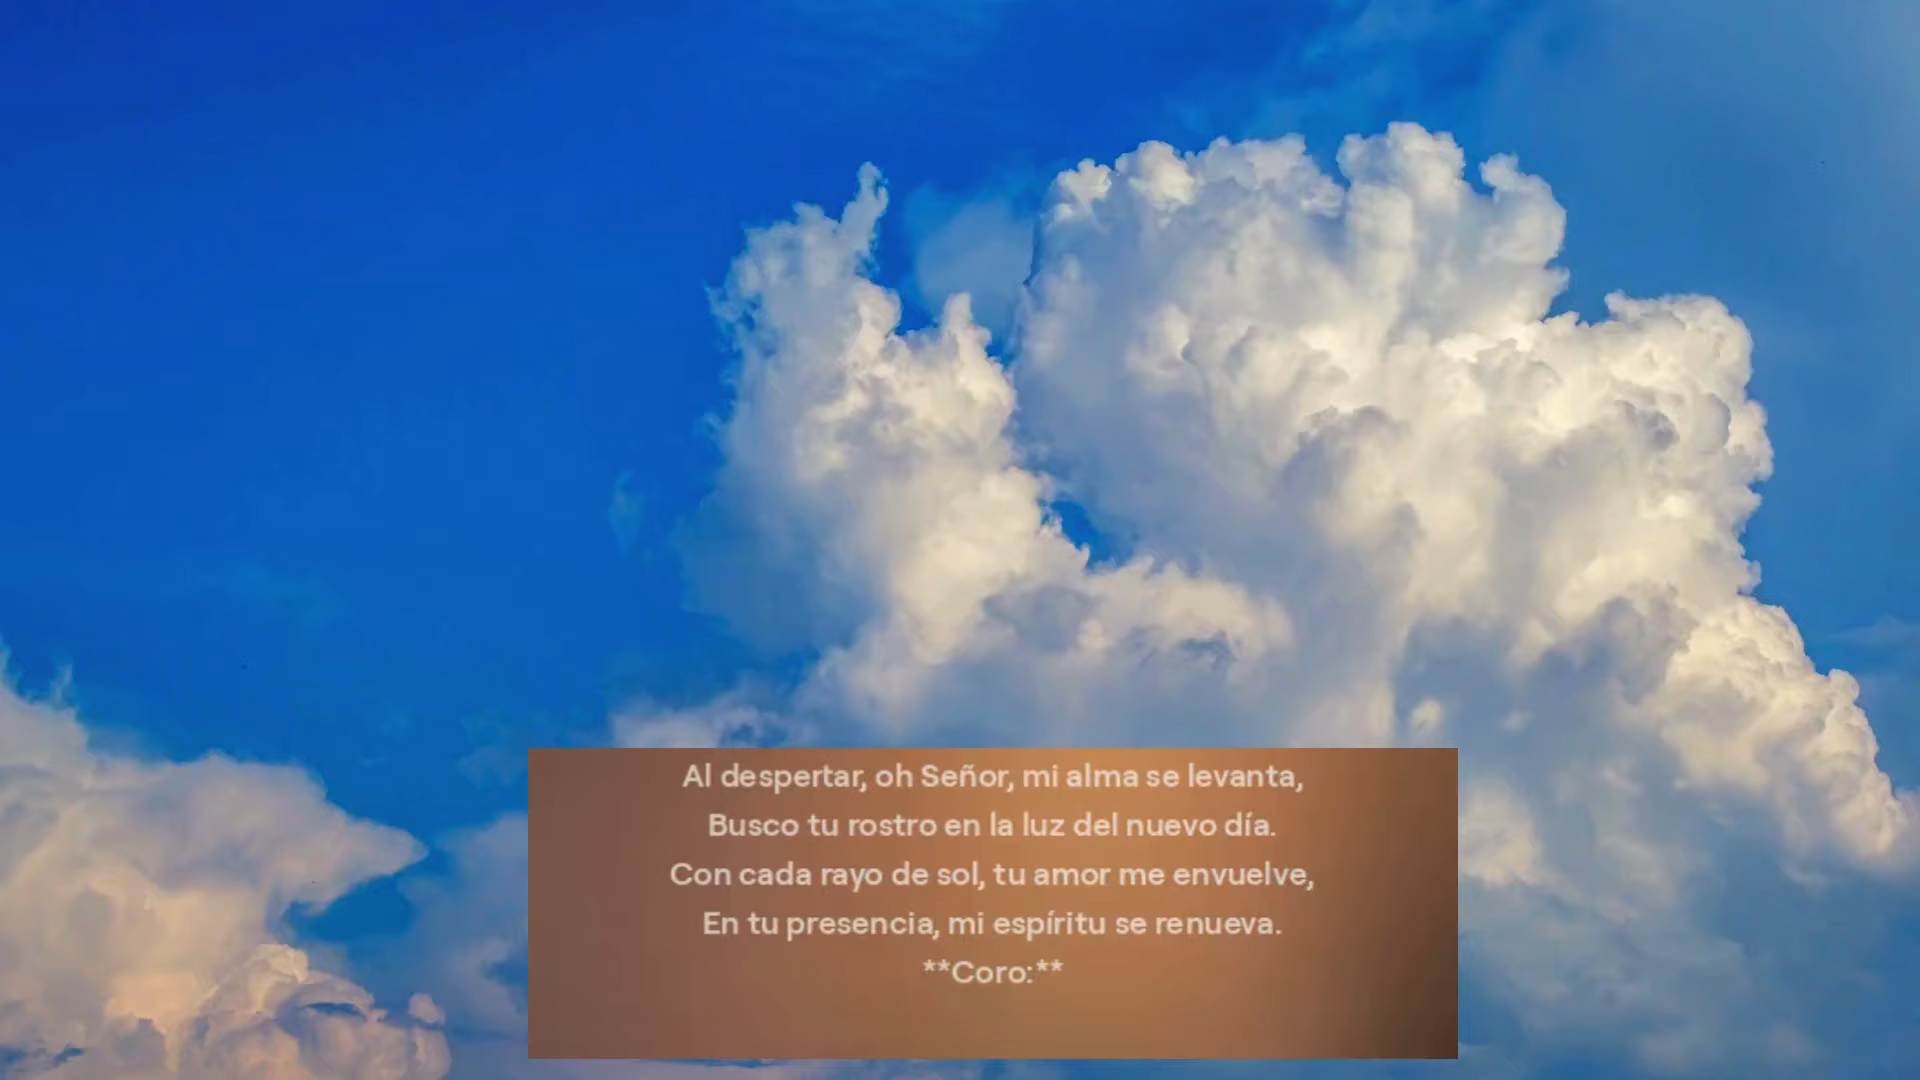 Al despertar, oh Señor, mi alma se levanta,
Busco tu rostro en la luz del nuevo día.
Con cada rayo de sol, tu amor me envuelve,
En tu presencia, mi espíritu se renueva.
**Coro:**